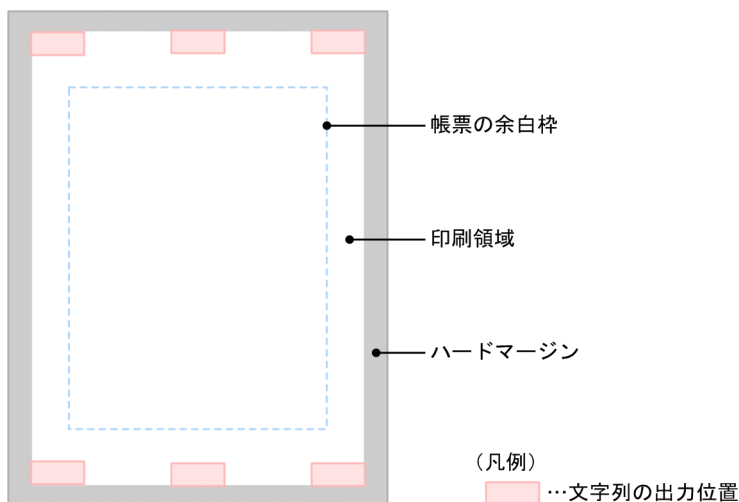 帳票の余白枠
印刷領域
ハードマージン
（凡例）
…文字列の出力位置